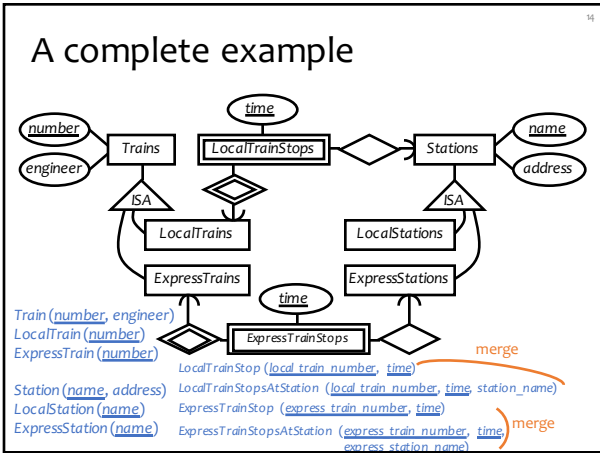 14
A complete example
time
number
Trains
LocalTrainStops
Stations
name
engineer
address
ISA
ISA
LocalTrains
LocalStations
ExpressTrains
ExpressStations
time
ExpressTrainStops
Train (number, engineer)
LocalTrain (number)
ExpressTrain (number)
Station (name, address)
LocalStation (name)
ExpressStation (name)
merge
LocalTrainStop (local_train_number, time)
LocalTrainStopsAtStation (local_train_number, time, station_name)
ExpressTrainStop (express_train_number, time)
ExpressTrainStopsAtStation (express_train_number, time,
express_station_name)
merge